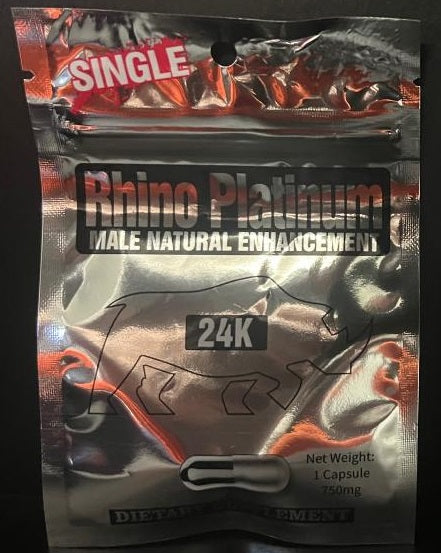 SINGLE
Rhino Platinum
MALE NATURAL ENHANCEMENT
24K
Net Weight:
1 Capsule
750mg
DIETARY SUPPLEMENT